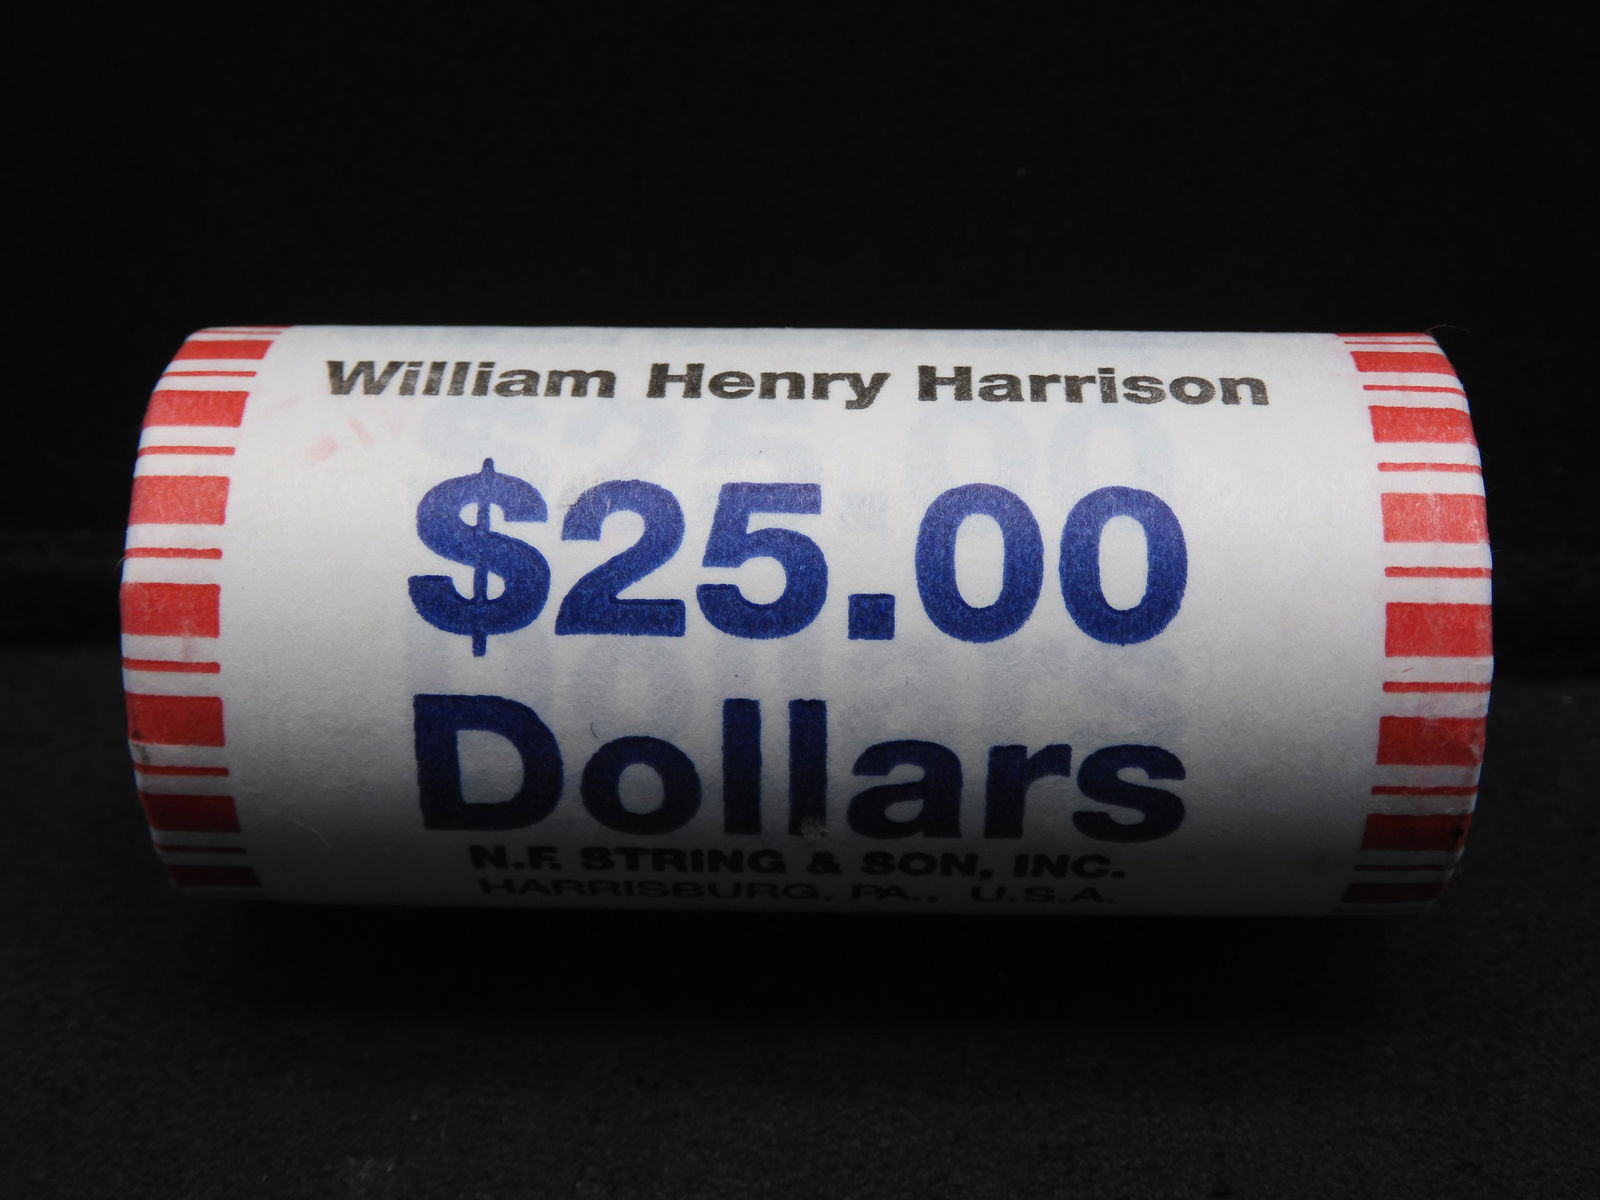 William Henry Harrison
$25.00
Dollars
N.F. STRING & SON, INC.
HARRISBURG, PA., U.S.A.